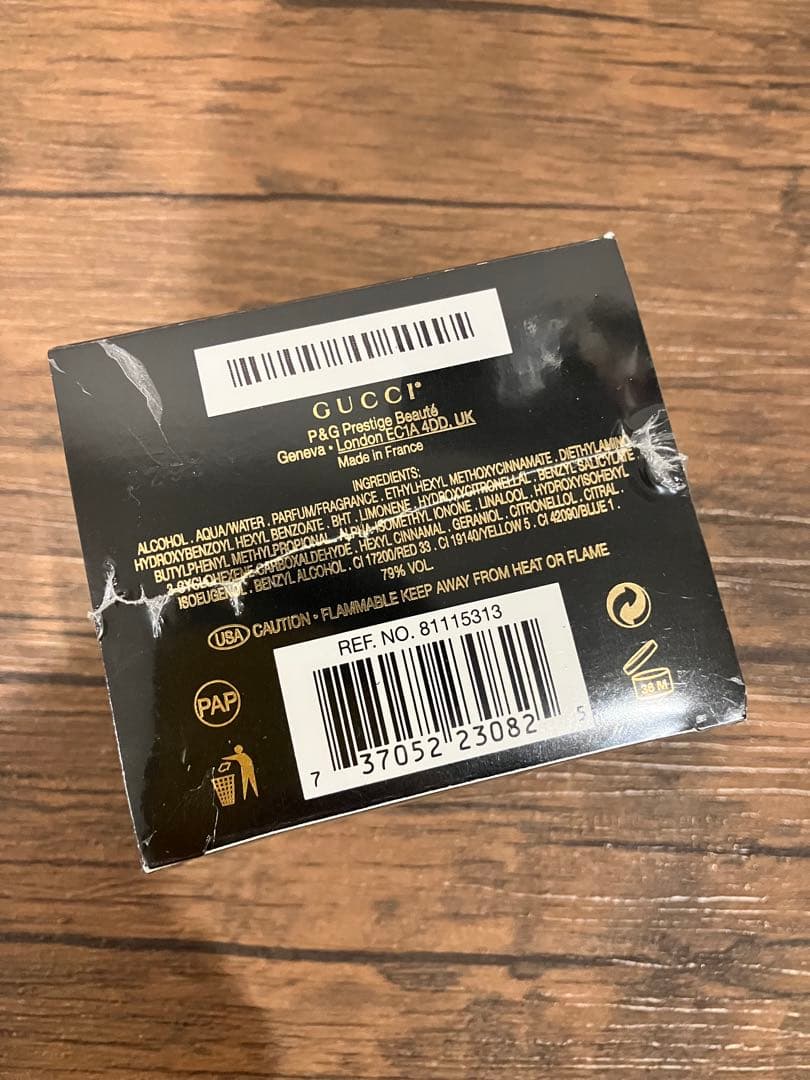 GUCCI
P&G Prestige Beauté
Geneva • London EC1A 4DD. UK
Made in France
INGREDIENTS:
ALCOHOL . AQUA/WATER . PARFUM/FRAGRANCE . ETHYLHEXYL METHOXYCINNAMATE . DIETHYLAMINO
HYDROXYBENZOYL HEXYL BENZOATE . BHT . LIMONENE . HYDROXYCITRONELLAL . BENZYL SALICYLATE .
BUTYLPHENYL METHYLPROPIONAL . ALPHA-ISOMETHYL IONONE . LINALOOL . HYDROXYISOHEXYL
3-CYCLOHEXENE CARBOXALDEHYDE . HEXYL CINNAMAL . GERANIOL . CITRONELLOL . CITRAL .
ISOEUGENOL . BENZYL ALCOHOL . CI 17200/RED 33 . CI 19140/YELLOW 5 . CI 42090/BLUE 1 .
79% VOL.
USA CAUTION • FLAMMABLE KEEP AWAY FROM HEAT OR FLAME
REF. NO. 81115313
7 37052 23082 5
PAP
36 M